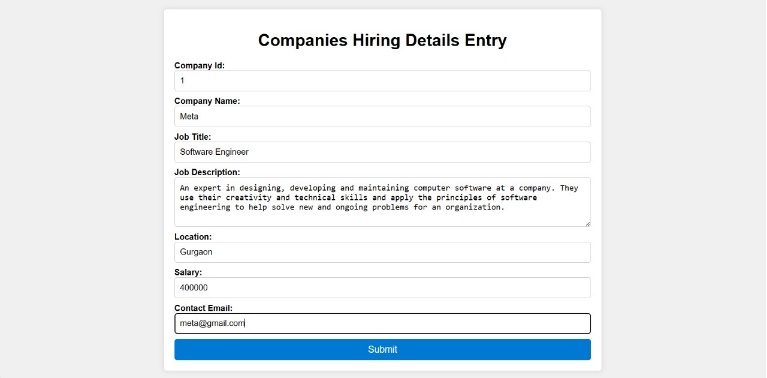 Companies Hiring Details Entry
Company Id:
1
Company Name:
Meta
Job Title:
Software Engineer
Job Description:
An expert in designing, developing and maintaining computer software at a company. They
use their creativity and technical skills and apply the principles of software
engineering to help solve new and ongoing problems for an organization.
Location:
Gurgaon
Salary:
400000
Contact Email:
meta@gmail.com
Submit